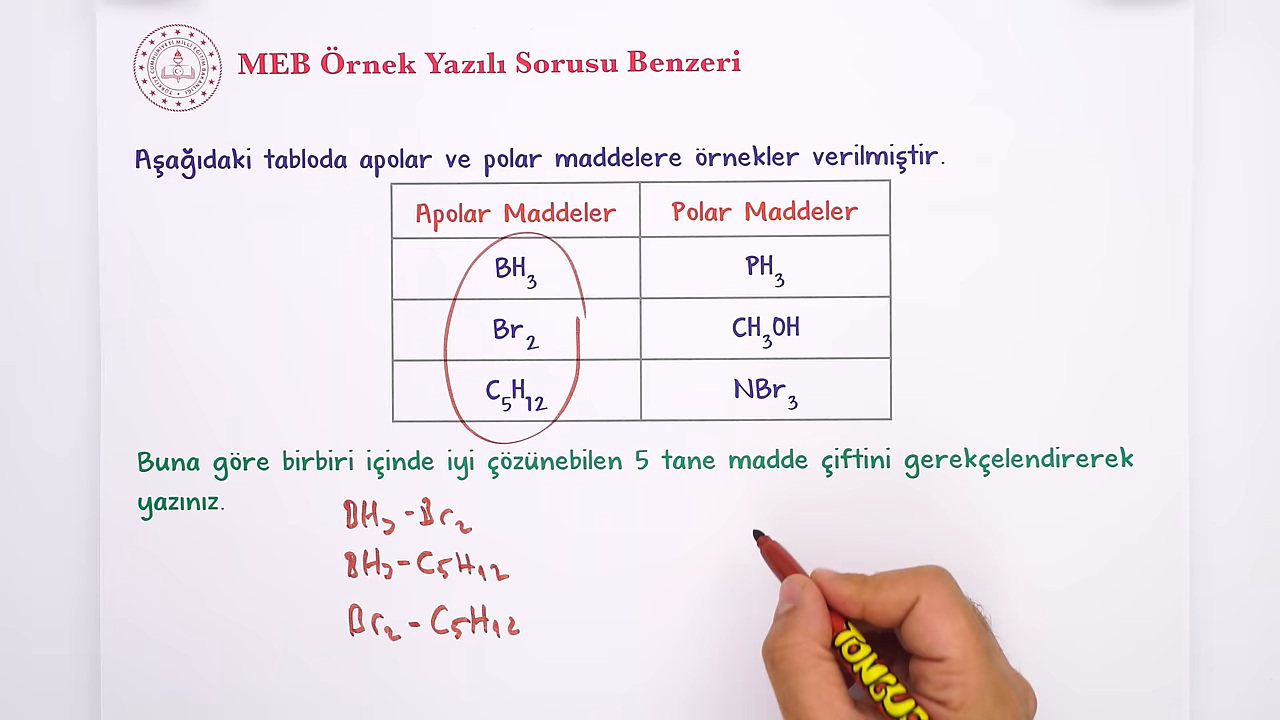 MEB Örnek Yazılı Sorusu Benzeri
Aşağıdaki tabloda apolar ve polar maddelere örnekler verilmiştir.
Apolar Maddeler Polar Maddeler
BH3 PH3
Br2 CH3OH
C5H12 NBr3
Buna göre birbiri içinde iyi çözünebilen 5 tane madde çiftini gerekçelendirerek
yazınız.
BH3 - Br2
BH3 - C5H12
Br2 - C5H12